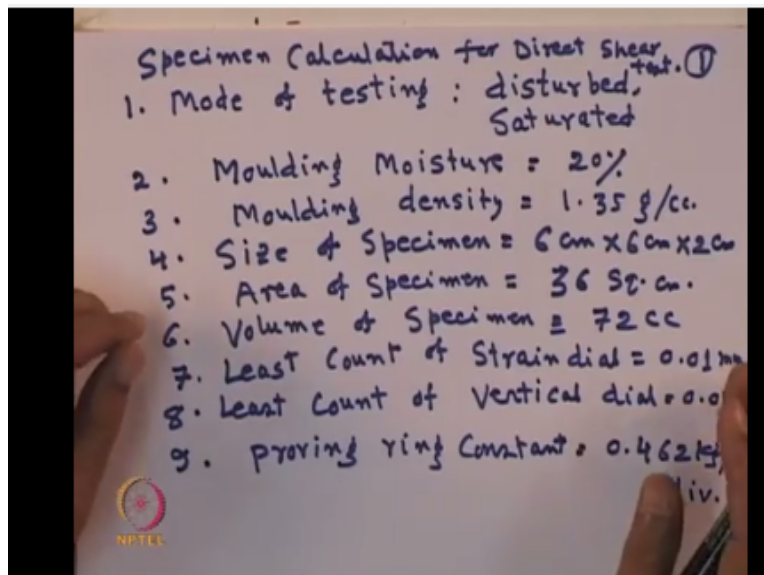 Specimen Calculation for Direct Shear test. ①
1. Mode of testing : disturbed,
Saturated
2. Moulding Moisture = 20%
3. Moulding density = 1.35 g/cc.
4. Size of Specimen = 6 cm x 6 cm x 2 cm
5. Area of Specimen = 36 Sq. cm.
6. Volume of Specimen = 72 cc
7. Least Count of Strain dial = 0.01 mm
8. Least Count of Vertical dial = 0.0
9. proving ring Constant = 0.462 kg/
div.
NPTEL